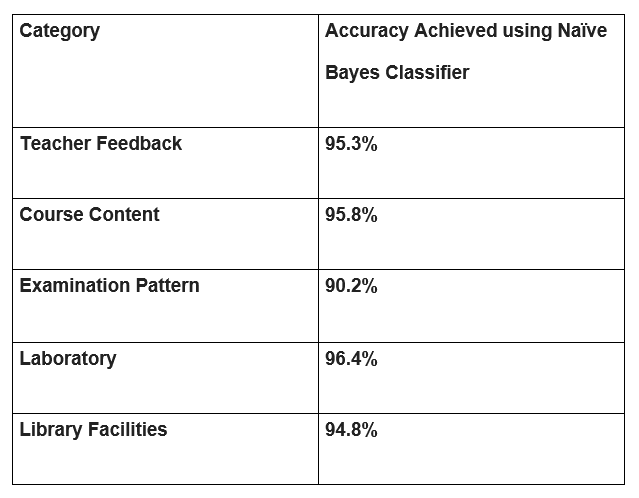 Category
Accuracy Achieved using Naïve
Bayes Classifier
Teacher Feedback
95.3%
Course Content
95.8%
Examination Pattern
90.2%
Laboratory
96.4%
Library Facilities
94.8%